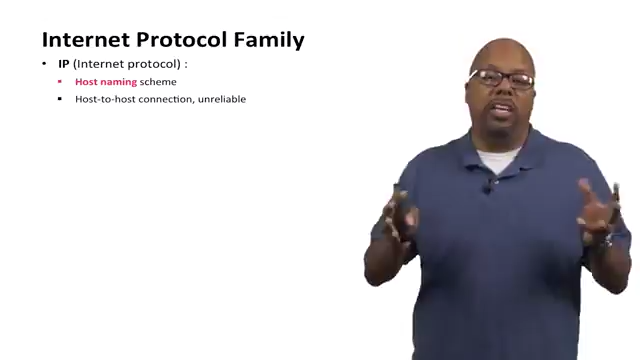 Internet Protocol Family
• IP (Internet protocol) :
▪ Host naming scheme
▪ Host-to-host connection, unreliable